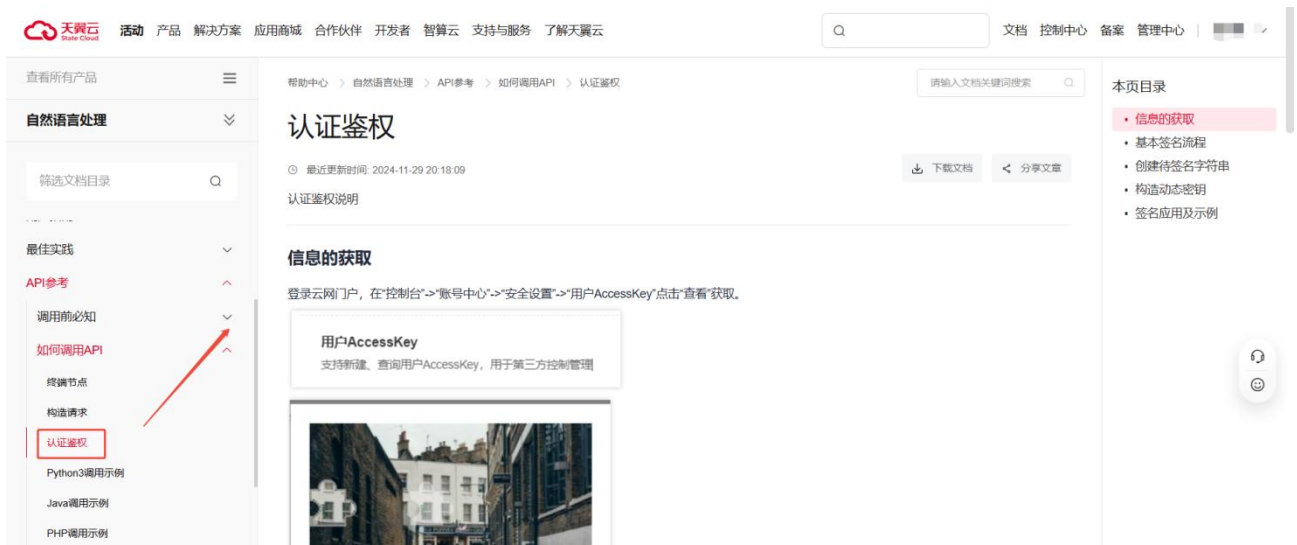 天翼云
State Cloud
活动 产品 解决方案 应用商城 合作伙伴 开发者 智算云 支持与服务 了解天翼云
文档 控制中心 备案 管理中心
查看所有产品
自然语言处理
筛选文档目录
最佳实践
API参考
调用前必知
如何调用API
终端节点
构造请求
认证鉴权
Python3调用示例
Java调用示例
PHP调用示例
帮助中心 > 自然语言处理 > API参考 > 如何调用API > 认证鉴权
请输入文档关键词搜索
认证鉴权
最近更新时间: 2024-11-29 20:18:09
下载文档 分享文章
认证鉴权说明
信息的获取
登录云网门户，在“控制台”->“账号中心”->“安全设置”->“用户AccessKey”点击“查看”获取。
用户AccessKey
支持新建、查询用户AccessKey，用于第三方控制管理
本页目录
信息的获取
基本签名流程
创建待签名字符串
构造动态密钥
签名应用及示例